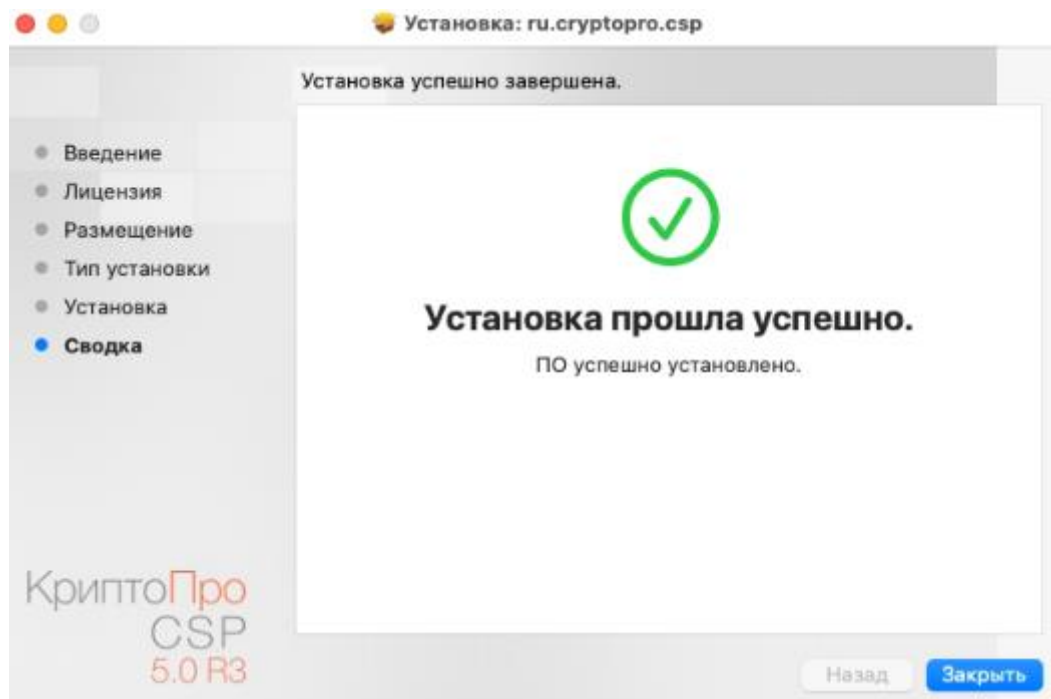 Установка: ru.cryptopro.csp
Установка успешно завершена.
Введение
Лицензия
Размещение
Тип установки
Установка
Сводка
Установка прошла успешно.
ПО успешно установлено.
КриптоПро
CSP
5.0 R3
Назад
Закрыть